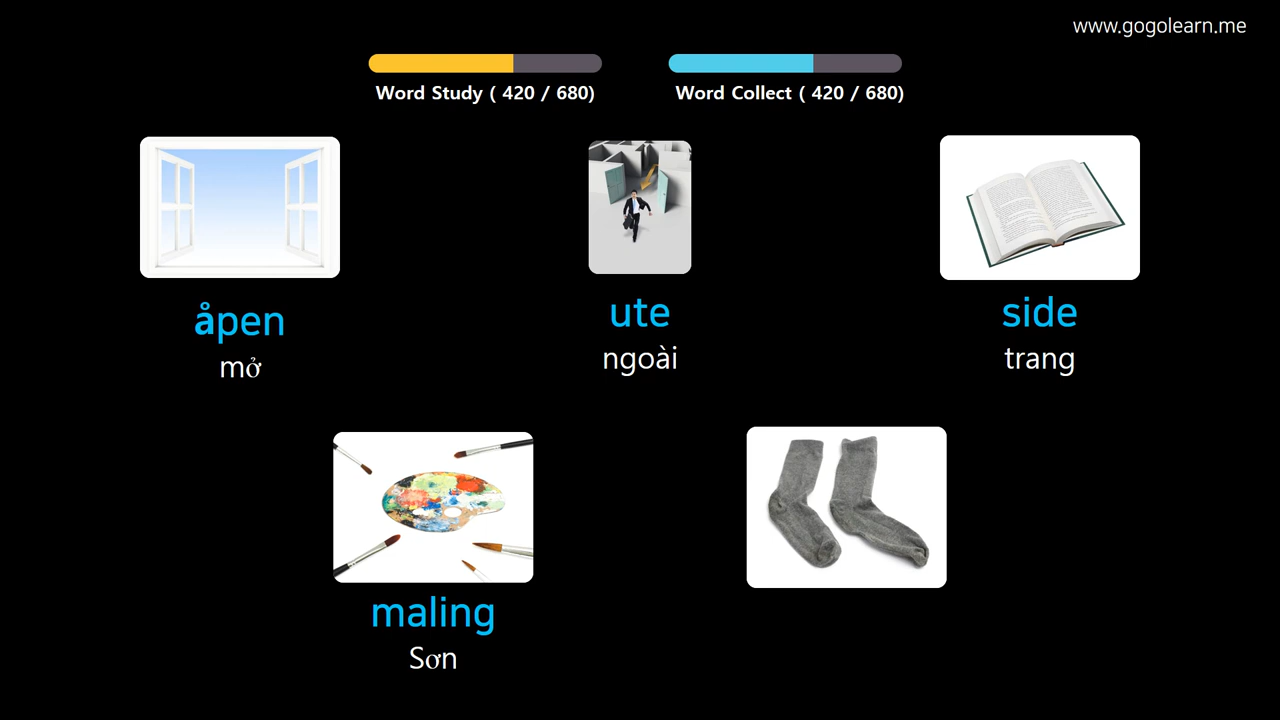 www.gogolearn.me
Word Study ( 420 / 680)
Word Collect ( 420 / 680)
åpen
mở
ute
ngoài
side
trang
maling
Sơn